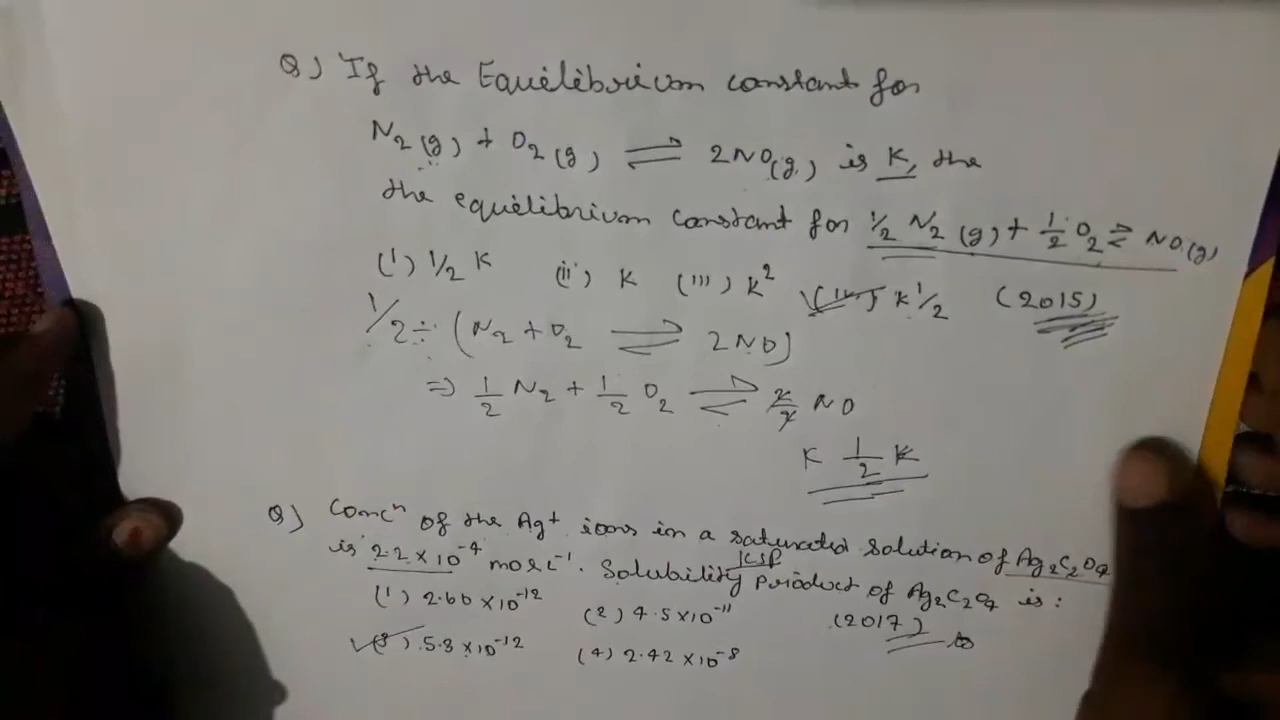 Q) If the Equilibrium constant for
N2 (g) + O2 (g) ⇌ 2NO(g) is K, the
the equilibrium constant for 1/2 N2 (g) + 1/2 O2 ⇌ NO(g)
(i) 1/2 K (ii) K (iii) K² (iv) K 1/2 (2015)
1/2 ÷ (N2 + O2 ⇌ 2NO)
⇒ 1/2 N2 + 1/2 O2 ⇌ 2/2 NO
K 1/2 K
Q) Concn of the Ag+ ions in a saturated solution of Ag2C2O4
is 2.2 × 10⁻⁴ mol L⁻¹. Solubility product of Ag2C2O4 is:
KSP
(1) 2.66 × 10⁻¹² (2) 4.5 × 10⁻¹¹ (2017)
(3) 5.3 × 10⁻¹² (4) 2.42 × 10⁻⁸